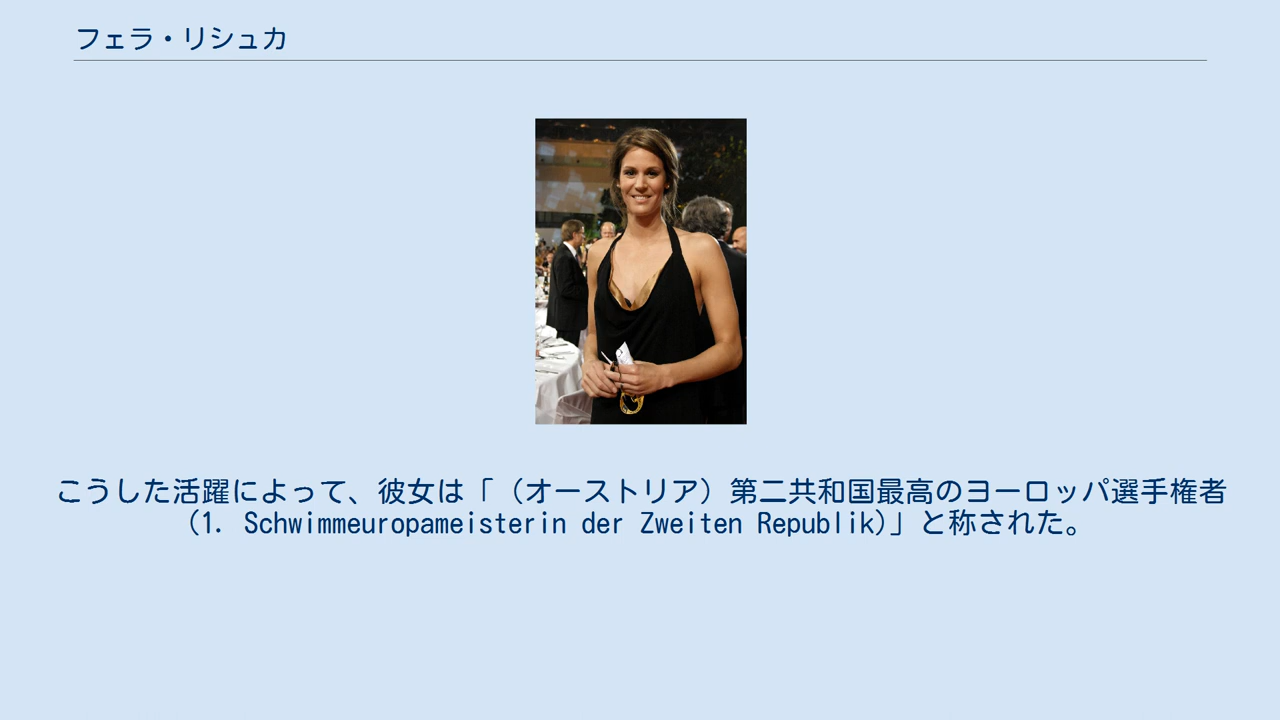 フェラ・リシュカ
こうした活躍によって、彼女は「（オーストリア）第二共和国最高のヨーロッパ選手権者
(1. Schwimmeuropameisterin der Zweiten Republik)」と称された。